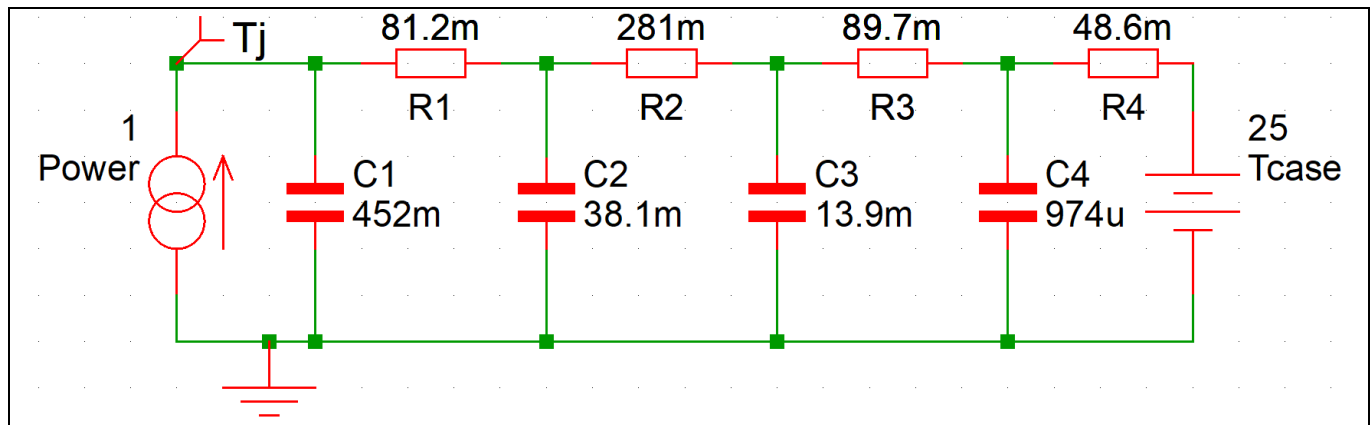 Tj
81.2m
281m
89.7m
48.6m
R1
R2
R3
R4
1
Power
25
Tcase
C1
452m
C2
38.1m
C3
13.9m
C4
974u